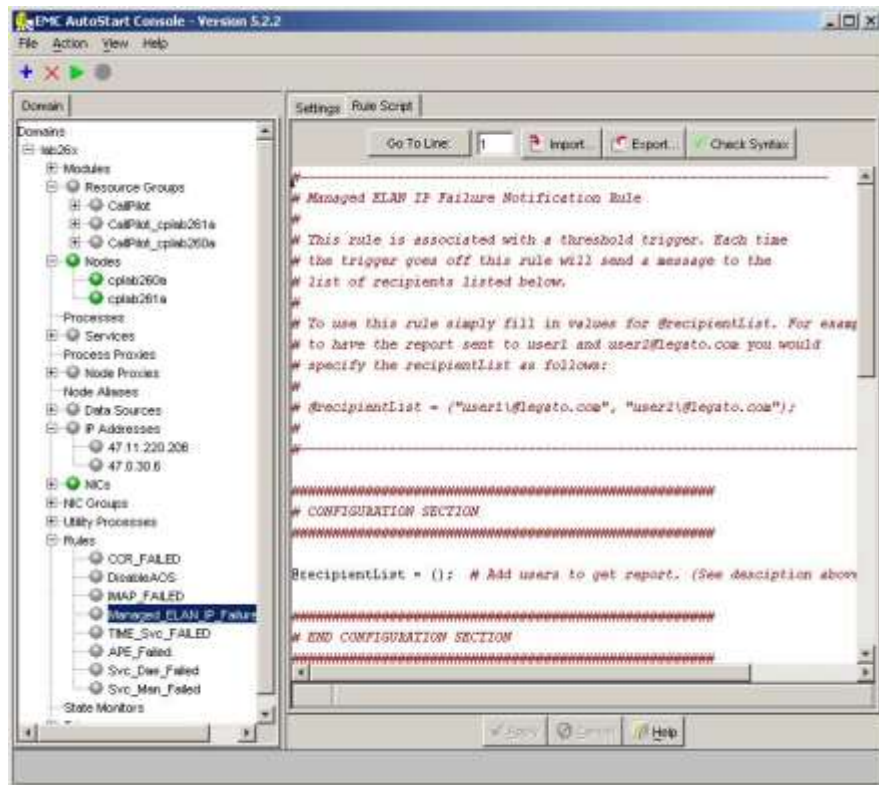 EMC AutoStart Console - Version 5.2.2
File Action View Help
Domain
Domains
lab26x
Modules
Resource Groups
CallPilot
CallPilot_cplab261a
CallPilot_cplab260a
Nodes
cplab260a
cplab261a
Processes
Services
Process Proxies
Node Proxies
Node Aliases
Data Sources
IP Addresses
47.11.220.206
47.0.30.6
NICs
NIC Groups
Utility Processes
Rules
CCR_FAILED
DisableAOS
IMAP_FAILED
Managed_ELAN_IP_Failure
TIME_Svc_FAILED
APE_Failed
Svc_Dae_Failed
Svc_Man_Failed
State Monitors
Settings Rule Script
Go To Line: 1 Import... Export... Check Syntax
#------------------------------------------------------------
# Managed ELAN IP Failure Notification Rule
#
# This rule is associated with a threshold trigger. Each time
# the trigger goes off this rule will send a message to the
# list of recipients listed below.
#
# To use this rule simply fill in values for @recipientList. For examp
# to have the report sent to user1 and user2@legato.com you would
# specify the recipientList as follows:
#
# @recipientList = ("user1\@legato.com", "user2\@legato.com");
#
#------------------------------------------------------------
############################################################
# CONFIGURATION SECTION
############################################################
@recipientList = (); # Add users to get report. (See desciption above
############################################################
# END CONFIGURATION SECTION
############################################################
Apply Cancel Help